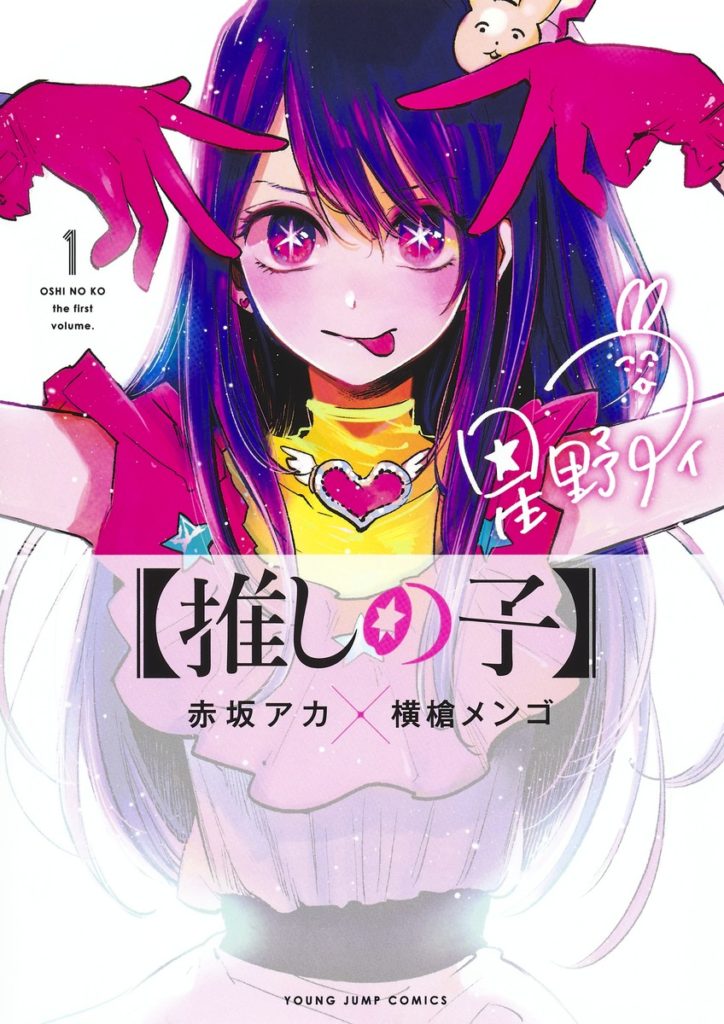 1
OSHI NO KO
the first
volume.
星野アイ
【推しの子】
赤坂アカ×横槍メンゴ
YOUNG JUMP COMICS